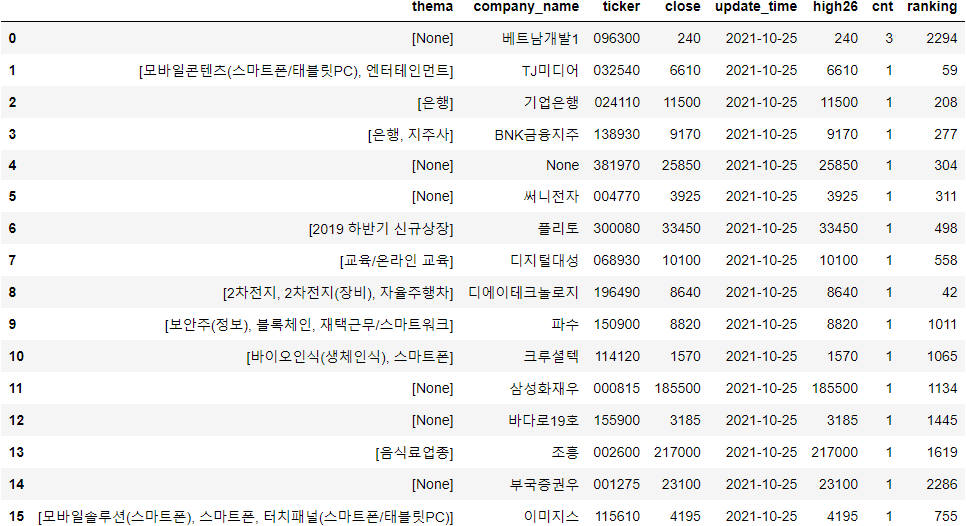 thema company_name ticker close update_time high26 cnt ranking
0 [None] 베트남개발1 096300 240 2021-10-25 240 3 2294
1 [모바일콘텐츠(스마트폰/태블릿PC), 엔터테인먼트] TJ미디어 032540 6610 2021-10-25 6610 1 59
2 [은행] 기업은행 024110 11500 2021-10-25 11500 1 208
3 [은행, 지주사] BNK금융지주 138930 9170 2021-10-25 9170 1 277
4 [None] None 381970 25850 2021-10-25 25850 1 304
5 [None] 써니전자 004770 3925 2021-10-25 3925 1 311
6 [2019 하반기 신규상장] 플리토 300080 33450 2021-10-25 33450 1 498
7 [교육/온라인 교육] 디지털대성 068930 10100 2021-10-25 10100 1 558
8 [2차전지, 2차전지(장비), 자율주행차] 디에이테크놀로지 196490 8640 2021-10-25 8640 1 42
9 [보안주(정보), 블록체인, 재택근무/스마트워크] 파수 150900 8820 2021-10-25 8820 1 1011
10 [바이오인식(생체인식), 스마트폰] 크루셜텍 114120 1570 2021-10-25 1570 1 1065
11 [None] 삼성화재우 000815 185500 2021-10-25 185500 1 1134
12 [None] 바다로19호 155900 3185 2021-10-25 3185 1 1445
13 [음식료업종] 조흥 002600 217000 2021-10-25 217000 1 1619
14 [None] 부국증권우 001275 23100 2021-10-25 23100 1 2286
15 [모바일솔루션(스마트폰), 스마트폰, 터치패널(스마트폰/태블릿PC)] 이미지스 115610 4195 2021-10-25 4195 1 755